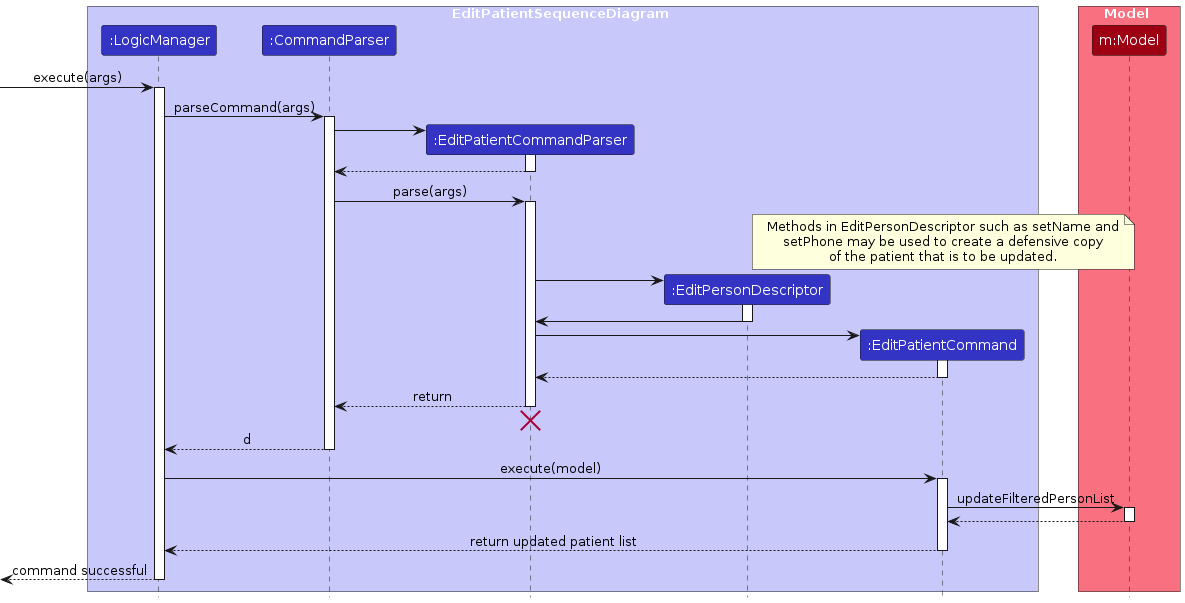 EditPatientSequenceDiagram
Model
:LogicManager
:CommandParser
m:Model
execute(args)
parseCommand(args)
:EditPatientCommandParser
parse(args)
Methods in EditPersonDescriptor such as setName and
setPhone may be used to create a defensive copy
of the patient that is to be updated.
:EditPersonDescriptor
:EditPatientCommand
return
d
execute(model)
updateFilteredPersonList
return updated patient list
command successful